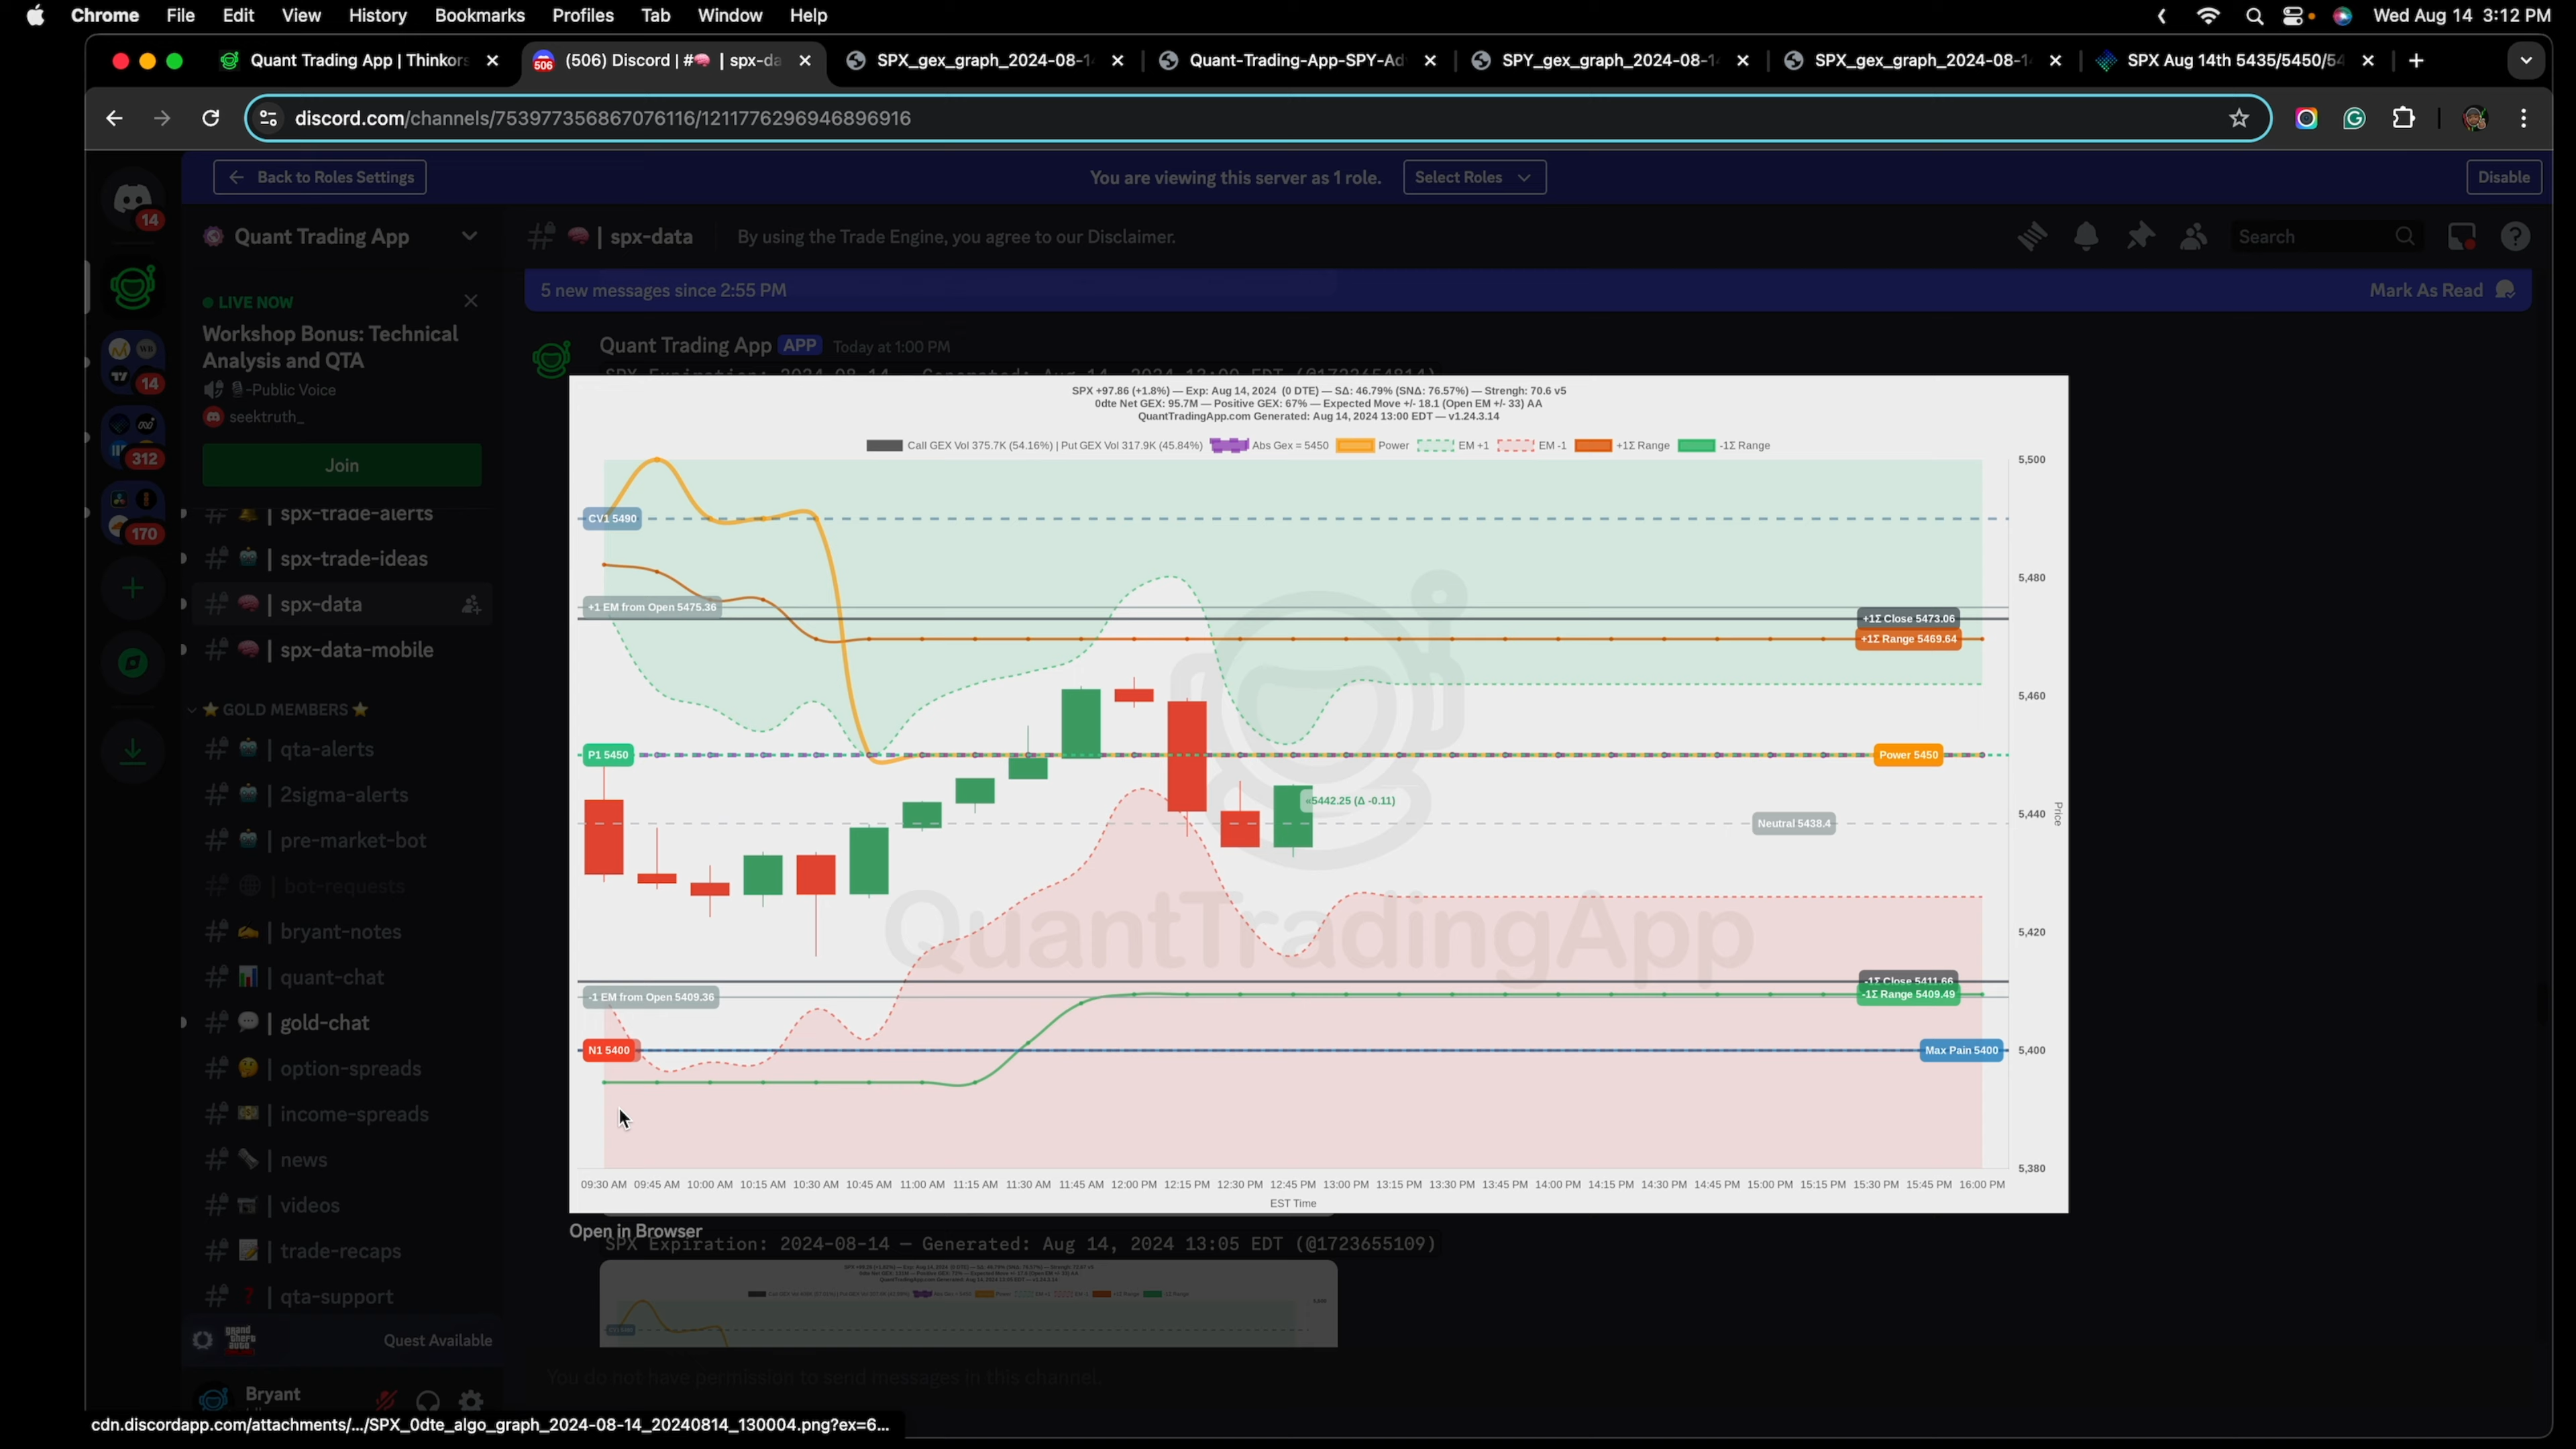 Chrome File Edit View History Bookmarks Profiles Tab Window Help
Wed Aug 14 3:12 PM
Quant Trading App | Thinkors
(506) Discord | #🧠 | spx-da
SPX_gex_graph_2024-08-1
Quant-Trading-App-SPY-Ad
SPY_gex_graph_2024-08-1
SPX_gex_graph_2024-08-1
SPX Aug 14th 5435/5450/54
discord.com/channels/753977356867076116/1211776296946896916
Back to Roles Settings
You are viewing this server as 1 role.
Select Roles
Disable
14
Quant Trading App
🧠 | spx-data
By using the Trade Engine, you agree to our Disclaimer.
Search
5 new messages since 2:55 PM
Mark As Read
LIVE NOW
Workshop Bonus: Technical
Analysis and QTA
-Public Voice
seektruth_
Join
14
312
170
spx-trade-alerts
spx-trade-ideas
spx-data
spx-data-mobile
GOLD MEMBERS
qta-alerts
2sigma-alerts
pre-market-bot
bot-requests
bryant-notes
quant-chat
gold-chat
option-spreads
income-spreads
news
videos
trade-recaps
qta-support
Quest Available
Bryant
Quant Trading App APP Today at 1:00 PM
SPX +97.86 (+1.8%) — Exp: Aug 14, 2024 (0 DTE) — SΔ: 46.79% (SNΔ: 76.57%) — Strengh: 70.6 v5
0dte Net GEX: 95.7M — Positive GEX: 67% — Expected Move +/- 18.1 (Open EM +/- 33) AA
QuantTradingApp.com Generated: Aug 14, 2024 13:00 EDT — v1.24.3.14
Call GEX Vol 375.7K (54.16%) | Put GEX Vol 317.9K (45.84%) Abs Gex = 5450 Power EM +1 EM -1 +1Σ Range -1Σ Range
5,500
CV1 5490
5,480
+1 EM from Open 5475.36
+1Σ Close 5473.06
+1Σ Range 5469.64
5,460
P1 5450
Power 5450
«5442.25 (Δ -0.11)
5,440
Price
Neutral 5438.4
QuantTradingApp
5,420
-1Σ Close 5411.66
-1Σ Range 5409.49
-1 EM from Open 5409.36
N1 5400
Max Pain 5400
5,400
5,380
09:30 AM 09:45 AM 10:00 AM 10:15 AM 10:30 AM 10:45 AM 11:00 AM 11:15 AM 11:30 AM 11:45 AM 12:00 PM 12:15 PM 12:30 PM 12:45 PM 13:00 PM 13:15 PM 13:30 PM 13:45 PM 14:00 PM 14:15 PM 14:30 PM 14:45 PM 15:00 PM 15:15 PM 15:30 PM 15:45 PM 16:00 PM
EST Time
Open in Browser
SPX Expiration: 2024-08-14 — Generated: Aug 14, 2024 13:05 EDT (@1723655109)
You do not have permission to send messages in this channel.
cdn.discordapp.com/attachments/.../SPX_0dte_algo_graph_2024-08-14_20240814_130004.png?ex=6...